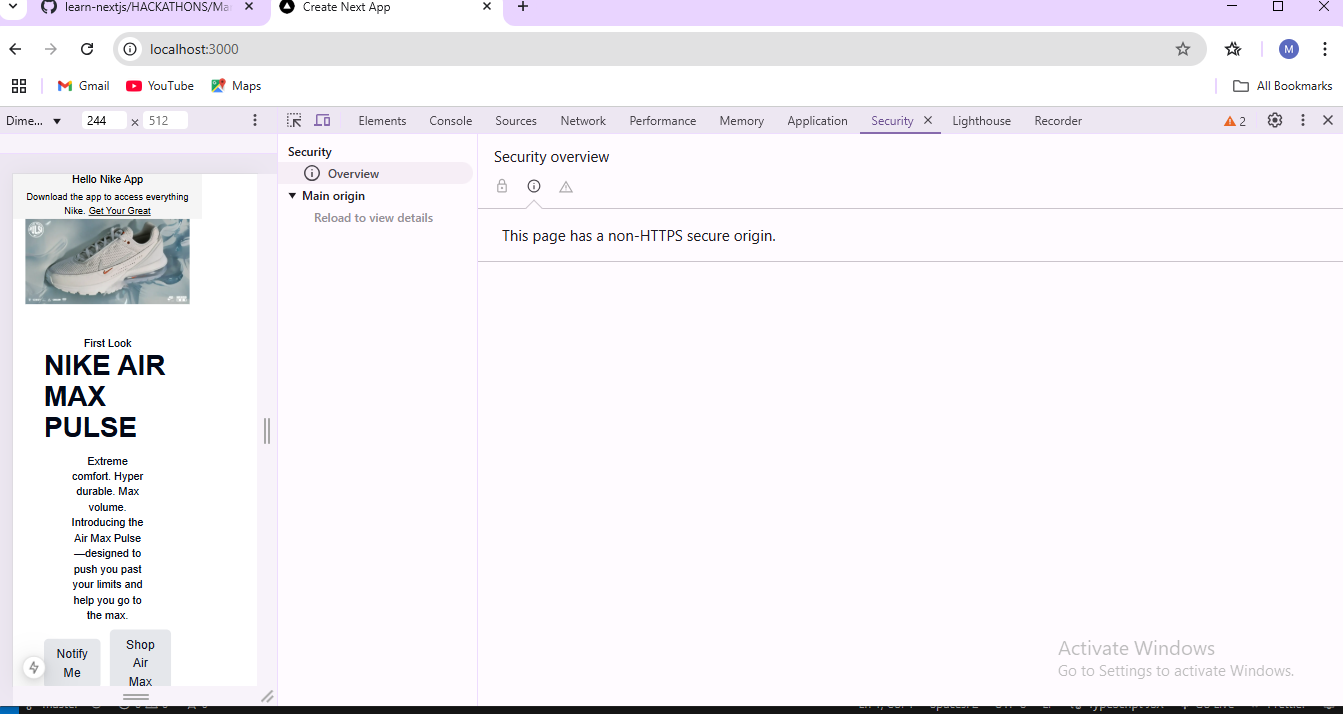 learn-nextjs/HACKATHONS/Ma
Create Next App
localhost:3000
M
Gmail
YouTube
Maps
All Bookmarks
Dime...
244
×
512
Elements
Console
Sources
Network
Performance
Memory
Application
Security
Lighthouse
Recorder
2
Security
Overview
Main origin
Reload to view details
Security overview
This page has a non-HTTPS secure origin.
Hello Nike App
Download the app to access everything
Nike. Get Your Great
First Look
NIKE AIR
MAX
PULSE
Extreme
comfort. Hyper
durable. Max
volume.
Introducing the
Air Max Pulse
—designed to
push you past
your limits and
help you go to
the max.
Notify
Me
Shop
Air
Max
Activate Windows
Go to Settings to activate Windows.